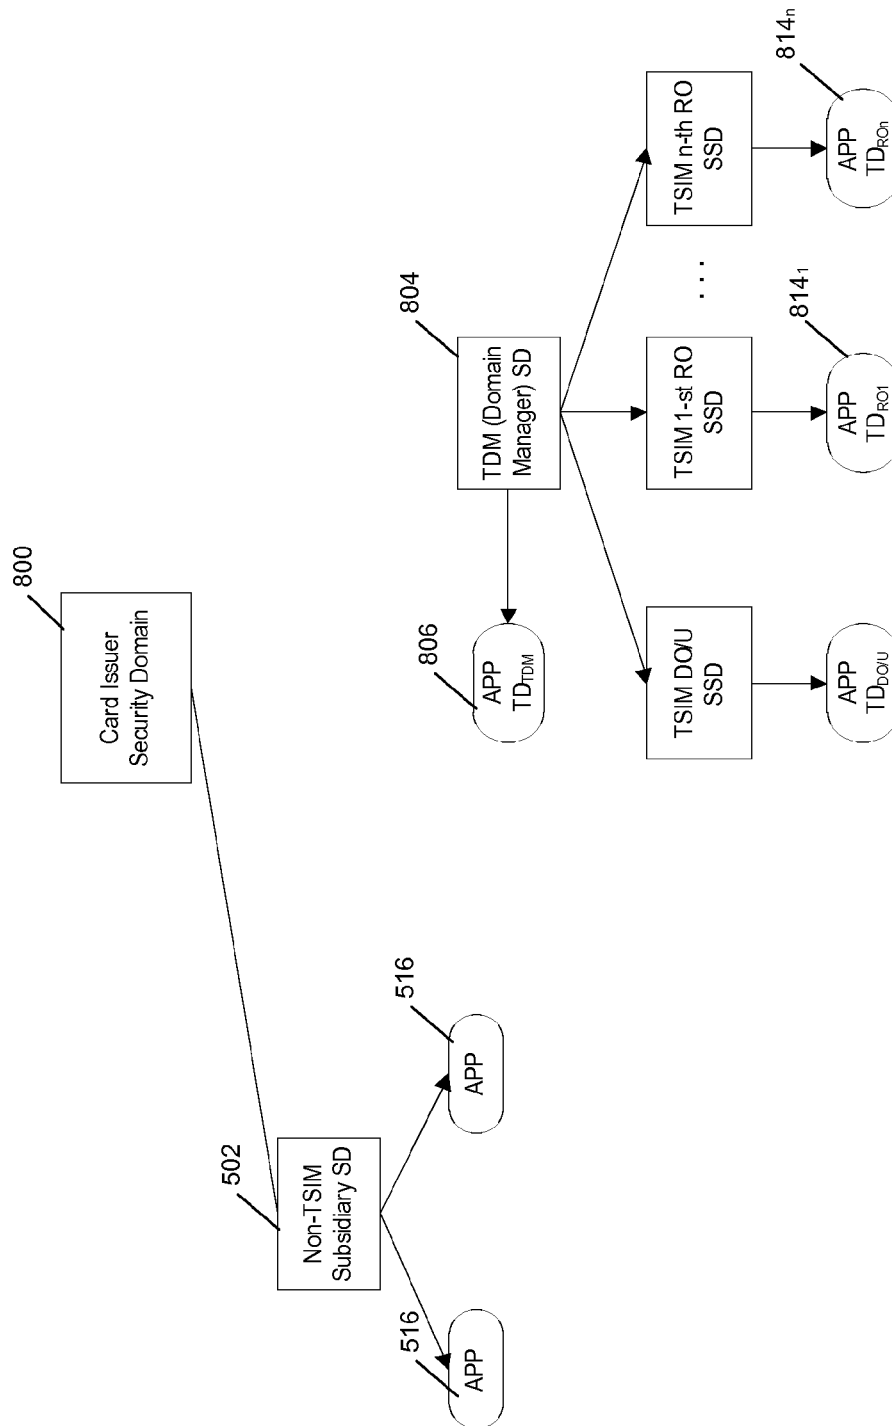 800
Card Issuer
Security Domain
502
Non-TSIM
Subsidiary SD
516
APP
516
APP
804
TDM (Domain
Manager) SD
806
APP
TD_TDM
TSIM DO/U
SSD
TSIM 1-st RO
SSD
. . .
TSIM n-th RO
SSD
APP
TD_DO/U
814₁
APP
TD_RO1
814ₙ
APP
TD_ROn